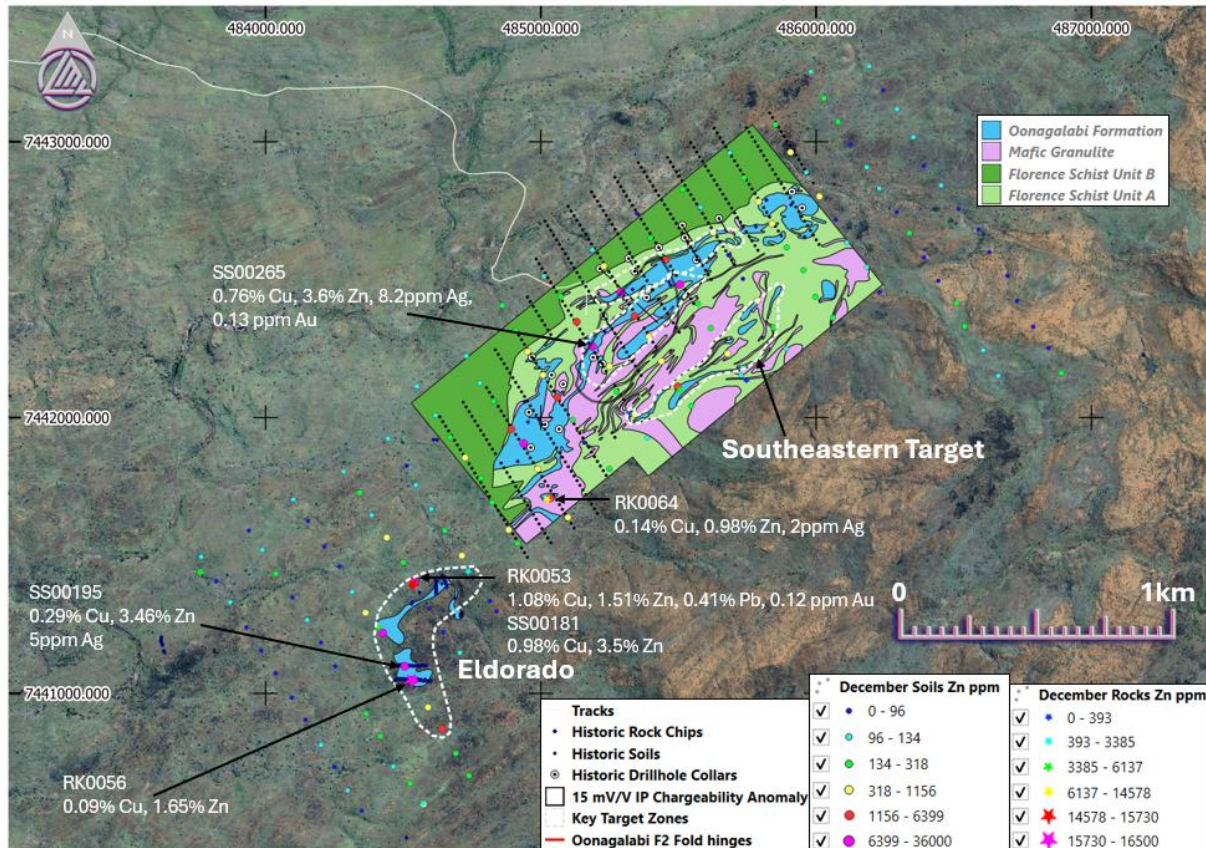 484000.000
485000.000
486000.000
487000.000
N
7443000.000
7442000.000
7441000.000
Oonagalabi Formation
Mafic Granulite
Florence Schist Unit B
Florence Schist Unit A
SS00265
0.76% Cu, 3.6% Zn, 8.2ppm Ag,
0.13 ppm Au
Southeastern Target
RK0064
0.14% Cu, 0.98% Zn, 2ppm Ag
RK0053
1.08% Cu, 1.51% Zn, 0.41% Pb, 0.12 ppm Au
SS00181
0.98% Cu, 3.5% Zn
SS00195
0.29% Cu, 3.46% Zn
5ppm Ag
Eldorado
RK0056
0.09% Cu, 1.65% Zn
0 1km
Tracks
Historic Rock Chips
Historic Soils
Historic Drillhole Collars
15 mV/V IP Chargeability Anomaly
Key Target Zones
Oonagalabi F2 Fold hinges
December Soils Zn ppm
0 - 96
96 - 134
134 - 318
318 - 1156
1156 - 6399
6399 - 36000
December Rocks Zn ppm
0 - 393
393 - 3385
3385 - 6137
6137 - 14578
14578 - 15730
15730 - 16500